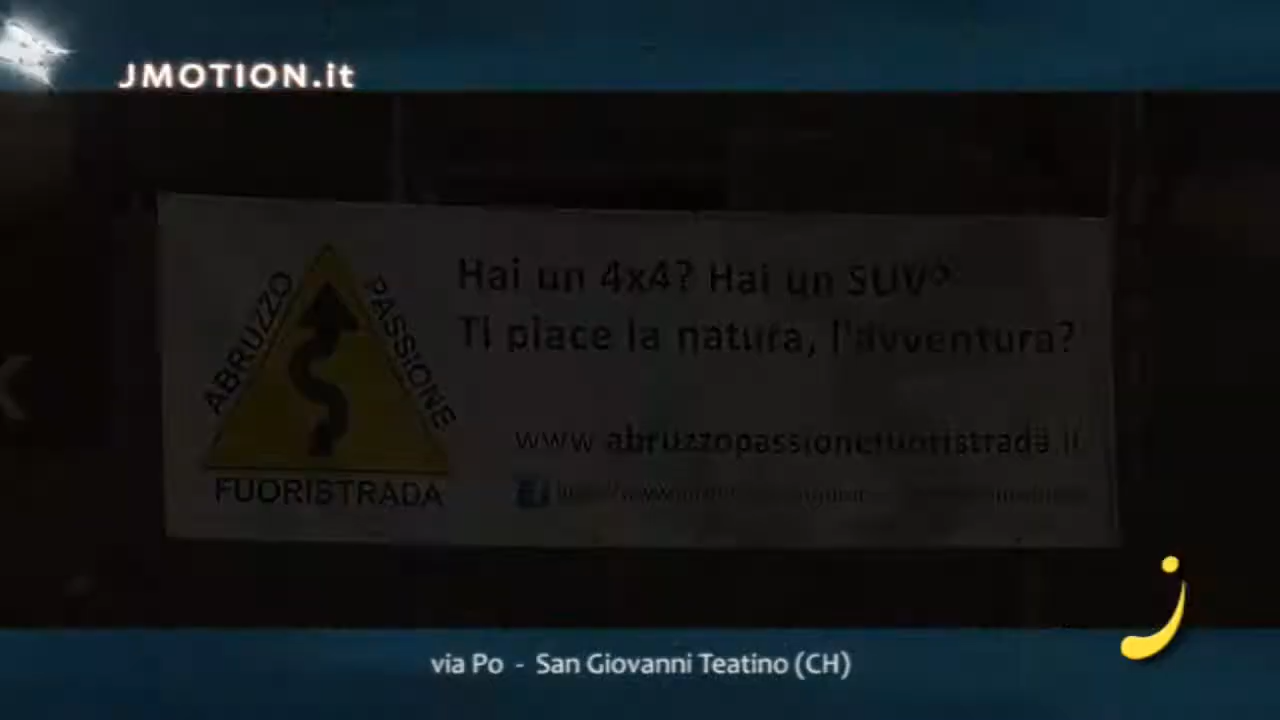 JMOTION.it
ABRUZZO PASSIONE
FUORISTRADA
Hai un 4x4? Hai un SUV?
Ti piace la natura, l'avventura?
www.abruzzopassionefuoristrada.it
via Po - San Giovanni Teatino (CH)